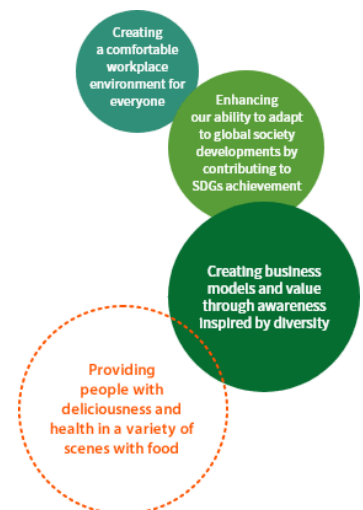 Creating
a comfortable
workplace
environment for
everyone
Enhancing
our ability to adapt
to global society
developments by
contributing to
SDGs achievement
Creating business
models and value
through awareness
inspired by diversity
Providing
people with
deliciousness and
health in a variety of
scenes with food